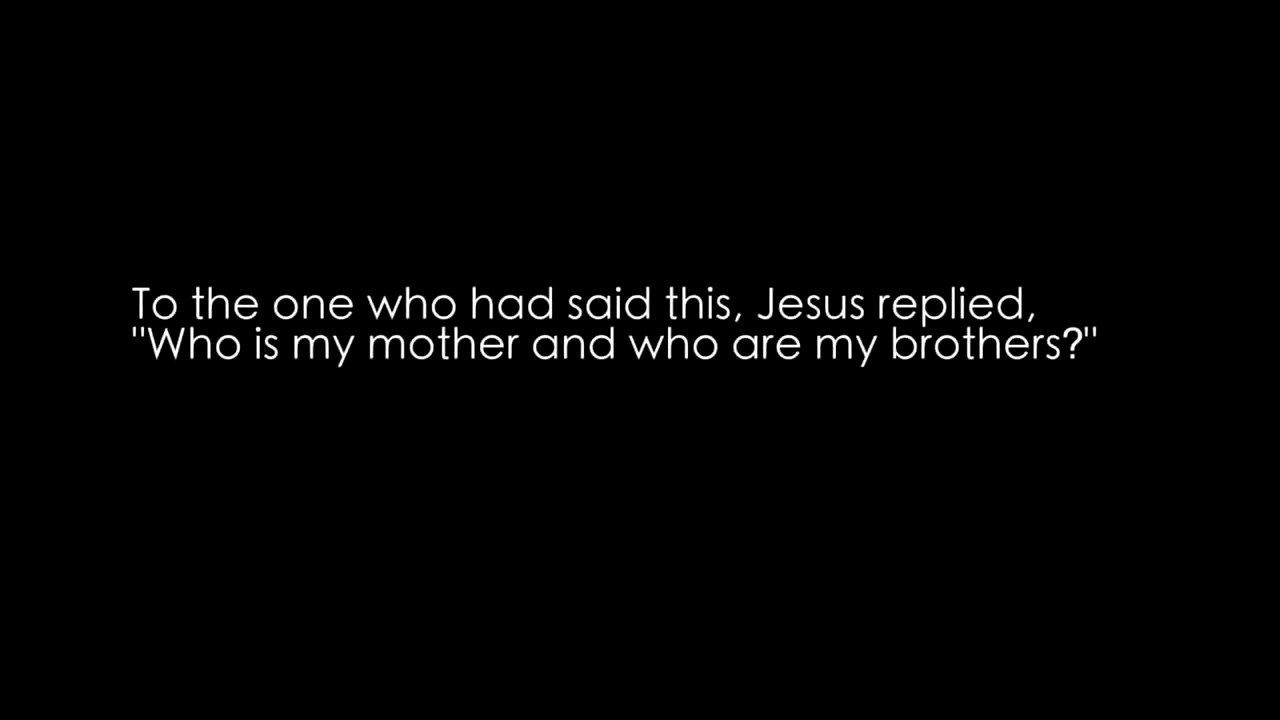 To the one who had said this, Jesus replied,
"Who is my mother and who are my brothers?"